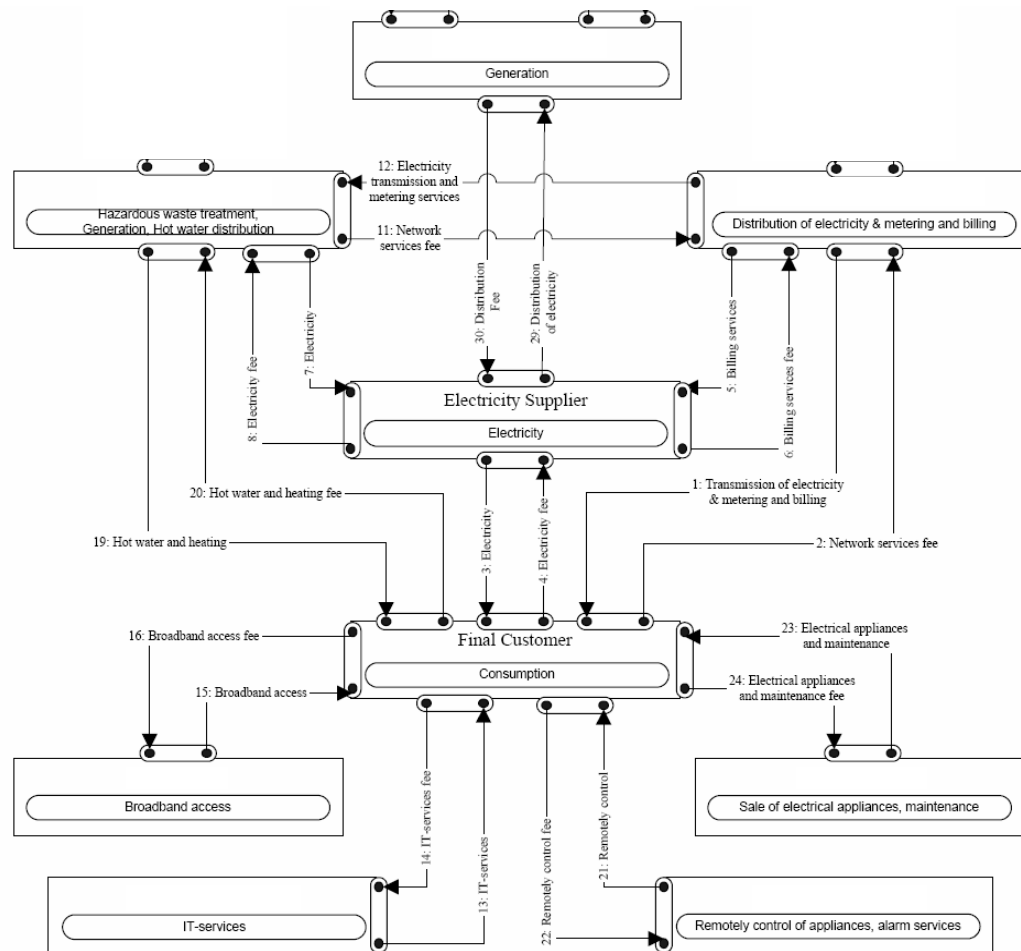 Generation
12: Electricity
transmission and
metering services
Hazardous waste treatment,
Generation, Hot water distribution
11: Network
services fee
Distribution of electricity & metering and billing
30: Distribution
Fee
29: Distribution
of electricity
7: Electricity
8: Electricity fee
5: Billing services
6: Billing services fee
Electricity Supplier
Electricity
20: Hot water and heating fee
1: Transmission of electricity
& metering and billing
19: Hot water and heating
3: Electricity
4: Electricity fee
2: Network services fee
16: Broadband access fee
Final Customer
Consumption
23: Electrical appliances
and maintenance
15: Broadband access
24: Electrical appliances
and maintenance fee
Broadband access
14: IT-services fee
13: IT-services
22: Remotely control fee
21: Remotely control
Sale of electrical appliances, maintenance
IT-services
Remotely control of appliances, alarm services